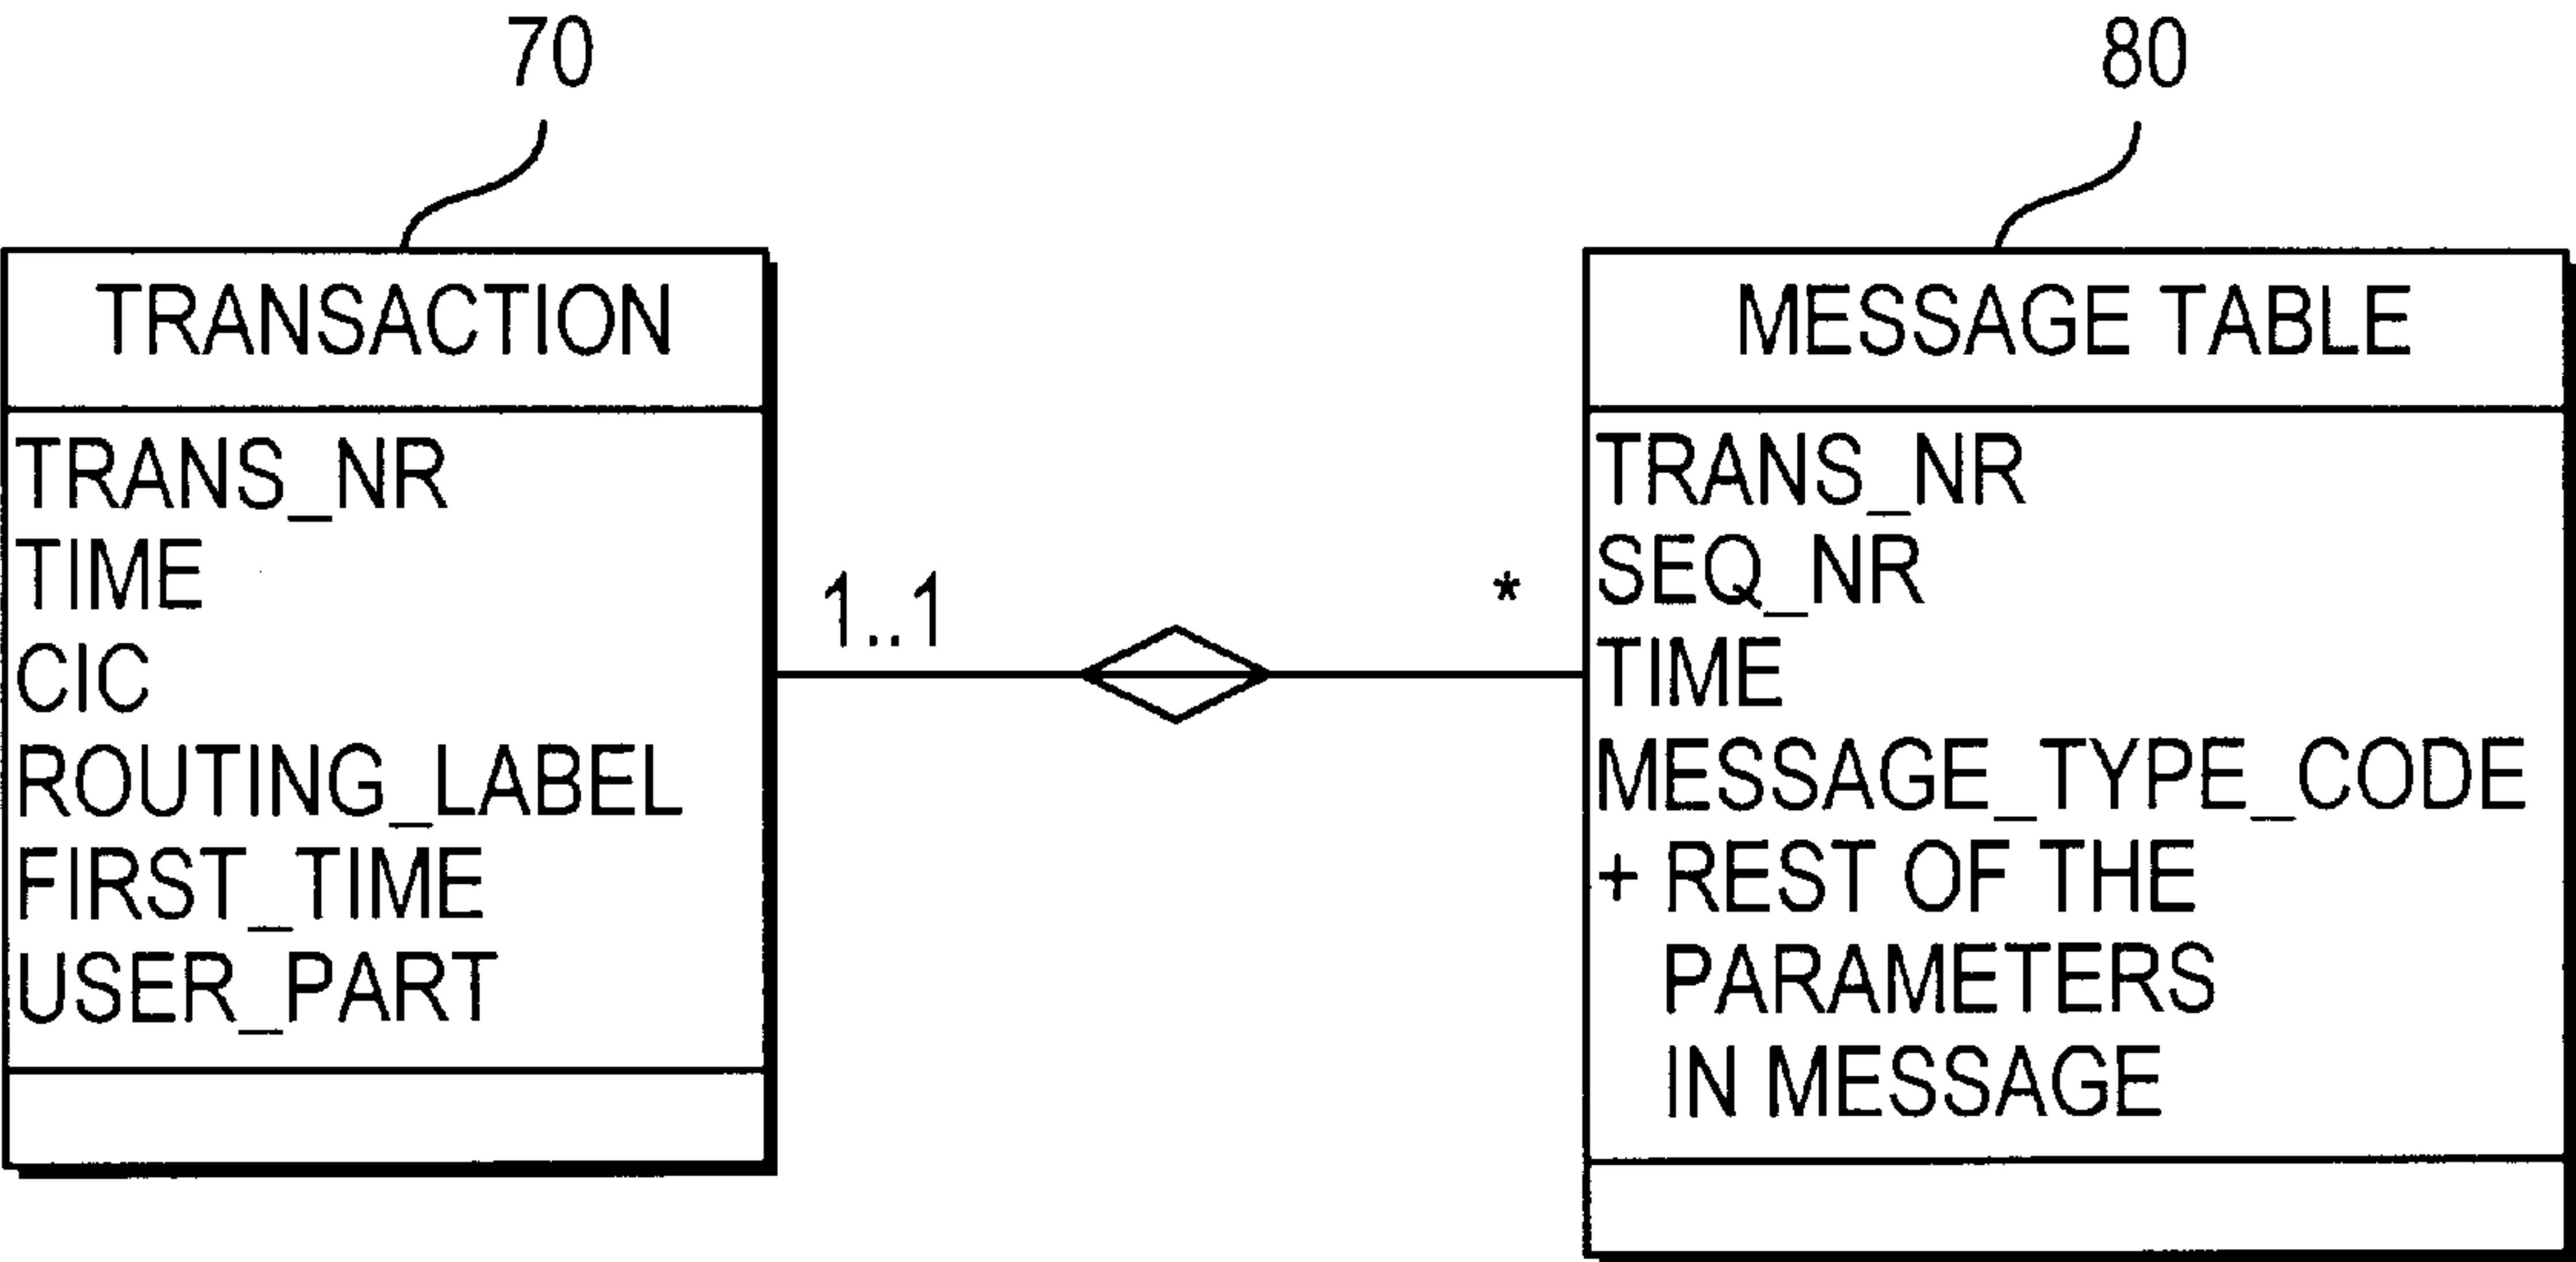 70
80
TRANSACTION
TRANS_NR
TIME
CIC
ROUTING_LABEL
FIRST_TIME
USER_PART
1..1
*
MESSAGE TABLE
TRANS_NR
SEQ_NR
TIME
MESSAGE_TYPE_CODE
+ REST OF THE
PARAMETERS
IN MESSAGE